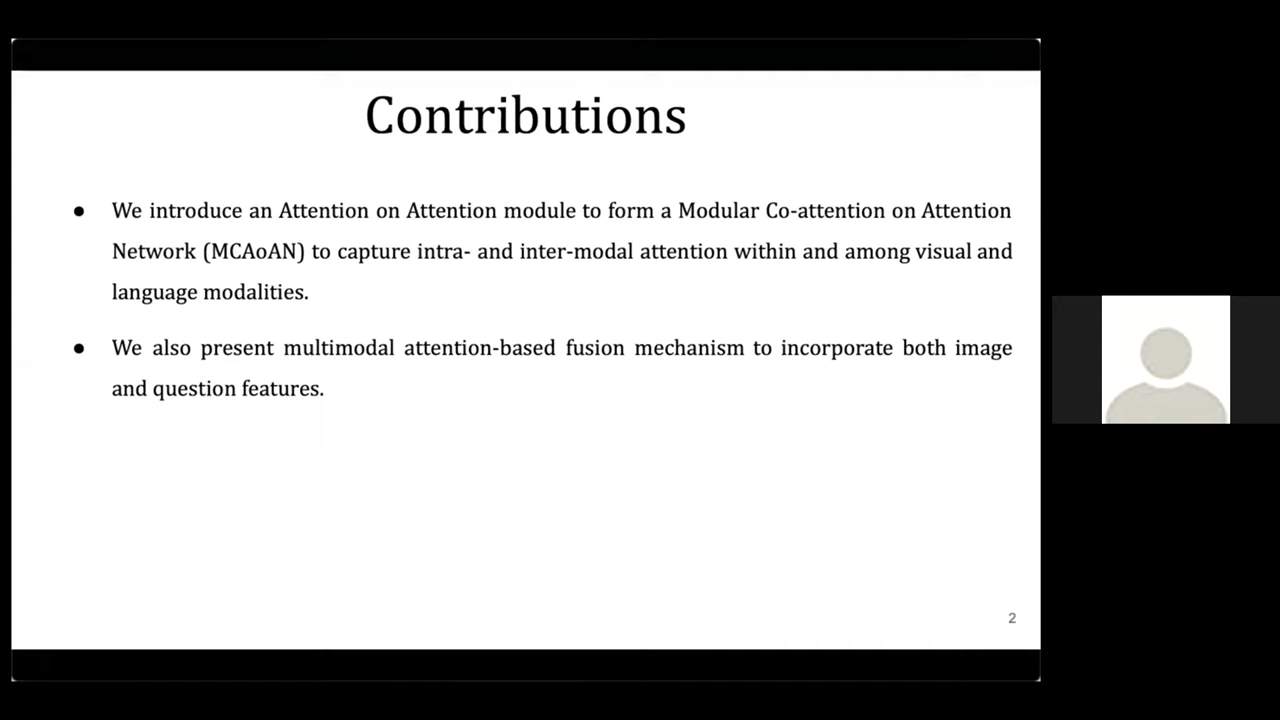 Contributions
● We introduce an Attention on Attention module to form a Modular Co-attention on Attention
Network (MCAoAN) to capture intra- and inter-modal attention within and among visual and
language modalities.
● We also present multimodal attention-based fusion mechanism to incorporate both image
and question features.
2